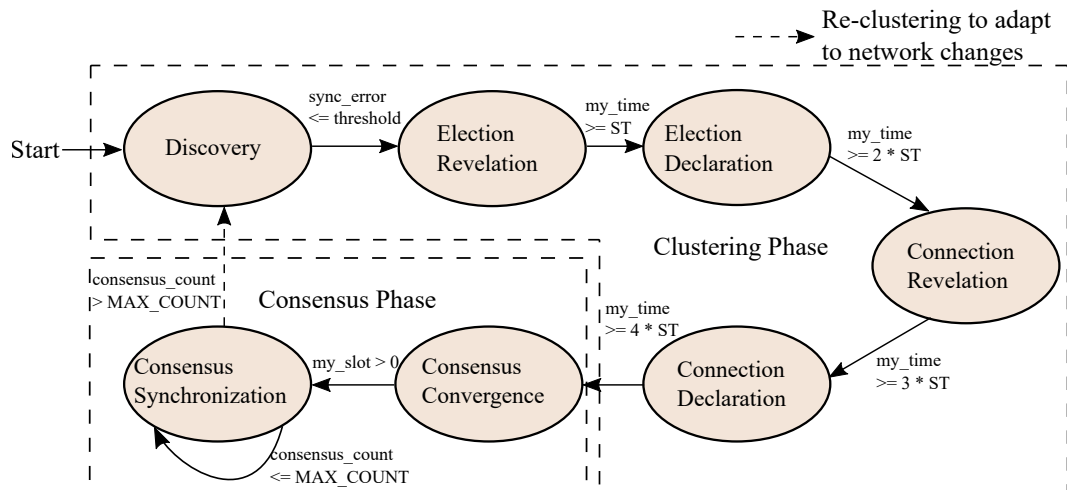 Re-clustering to adapt
to network changes
Start
Discovery
sync_error
<= threshold
Election
Revelation
my_time
>= ST
Election
Declaration
my_time
>= 2 * ST
Connection
Revelation
Clustering Phase
my_time
>= 3 * ST
Connection
Declaration
my_time
>= 4 * ST
Consensus Phase
Consensus
Convergence
my_slot > 0
Consensus
Synchronization
consensus_count
> MAX_COUNT
consensus_count
<= MAX_COUNT